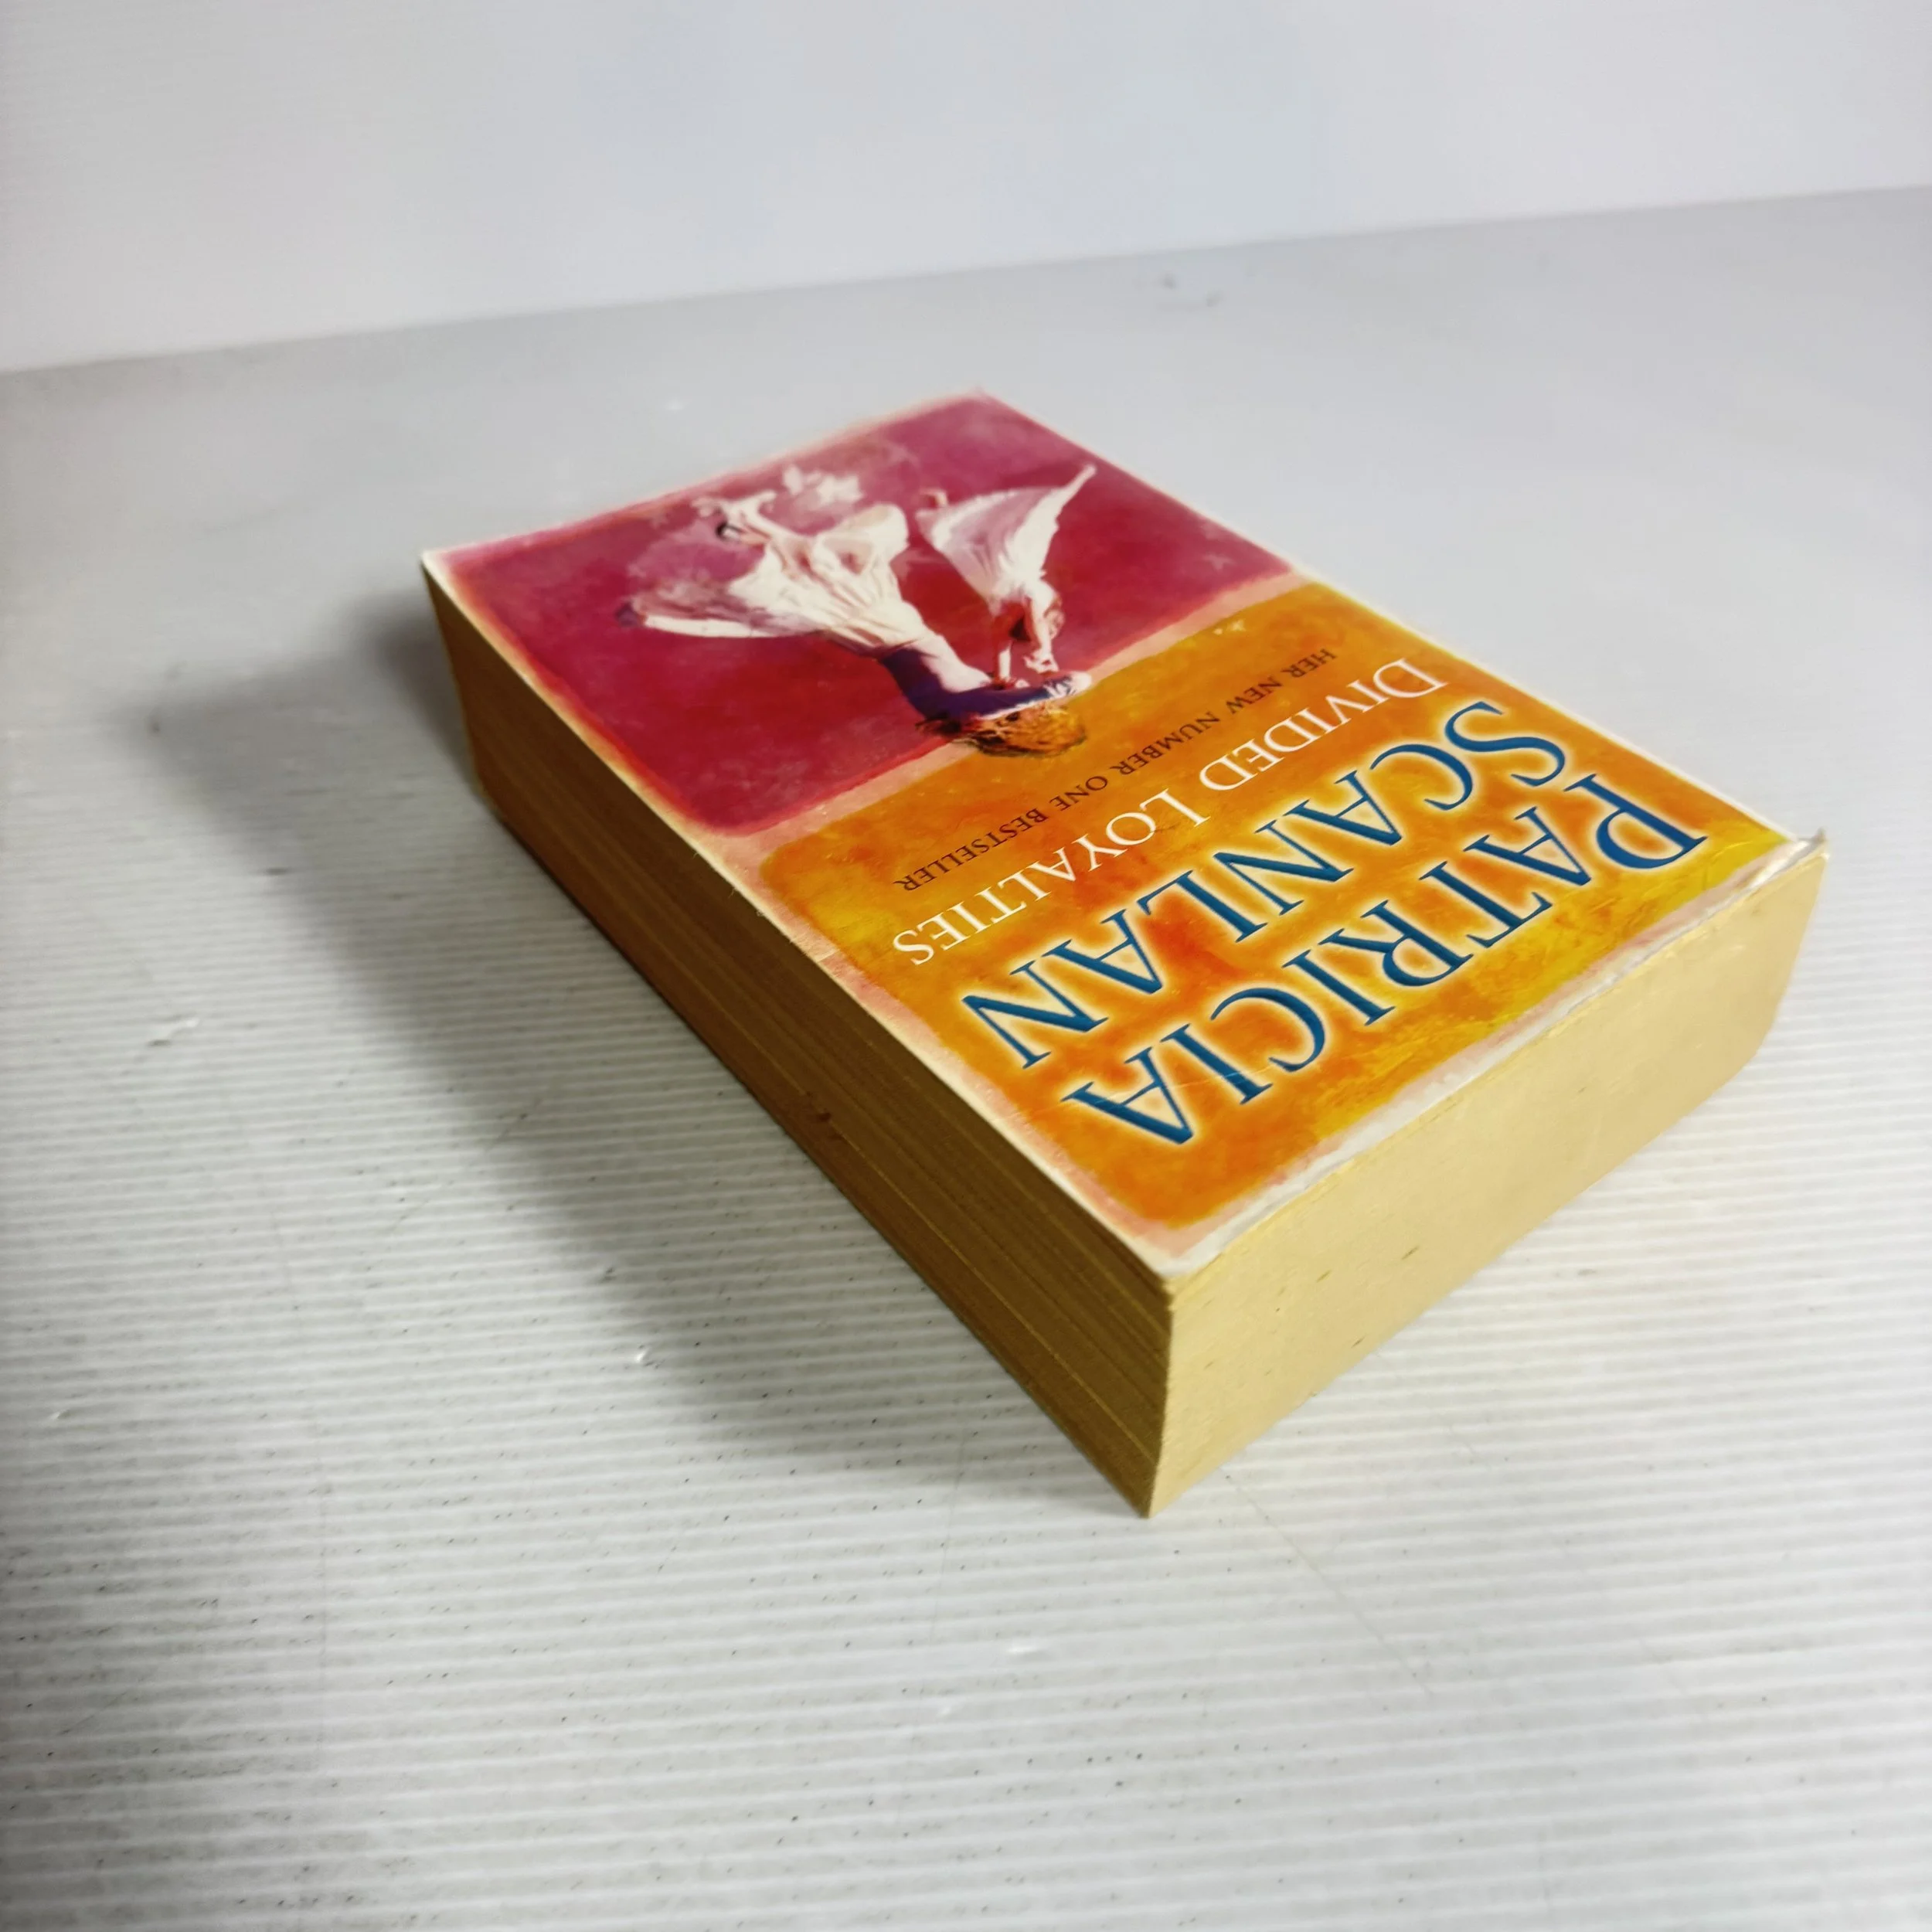 PATRICIA
SCANLAN
DIVIDED LOYALTIES
HER NEW NUMBER ONE BESTSELLER